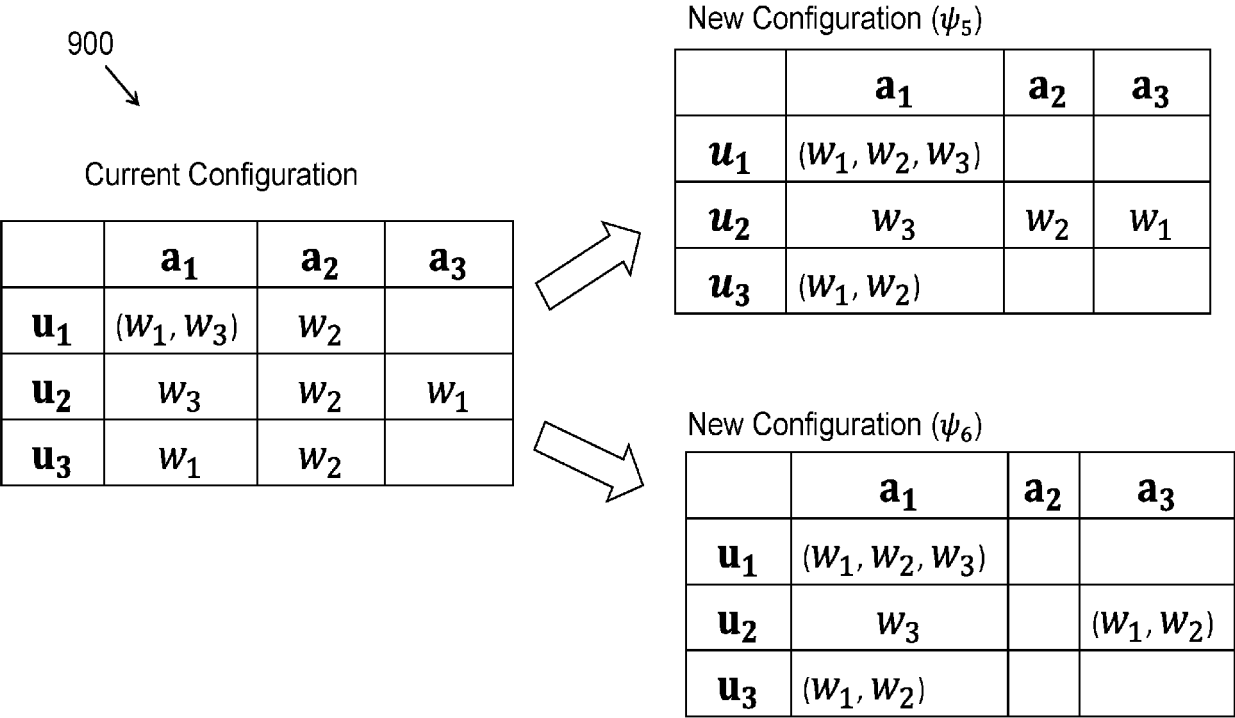 900
Current Configuration
a₁ a₂ a₃
u₁ (w₁, w₃) w₂
u₂ w₃ w₂ w₁
u₃ w₁ w₂
New Configuration (ψ₅)
a₁ a₂ a₃
u₁ (w₁, w₂, w₃)
u₂ w₃ w₂ w₁
u₃ (w₁, w₂)
New Configuration (ψ₆)
a₁ a₂ a₃
u₁ (w₁, w₂, w₃)
u₂ w₃ (w₁, w₂)
u₃ (w₁, w₂)